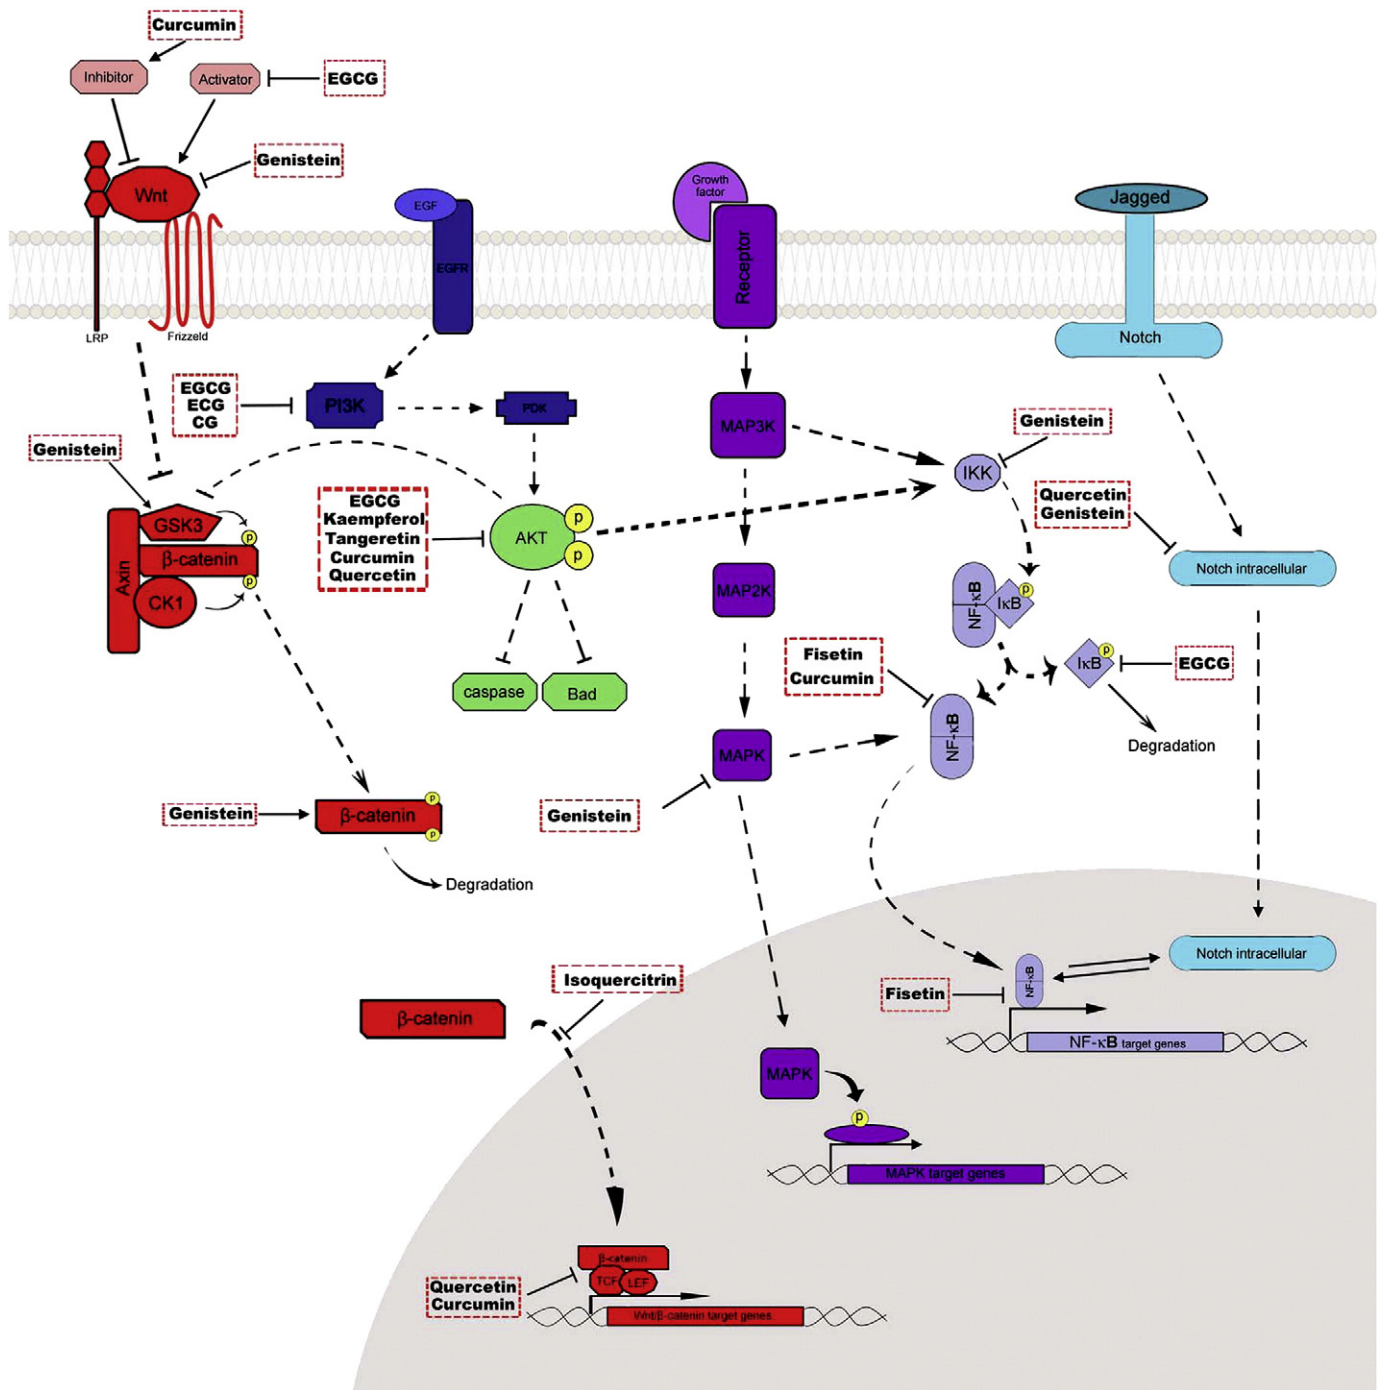 Curcumin
Inhibitor
Activator
EGCG
Genistein
Wnt
LRP
Frizzeld
EGF
EGFR
Growth
factor
Receptor
Jagged
Notch
EGCG
ECG
CG
PI3K
PDK
MAP3K
Genistein
IKK
Genistein
GSK3
p
β-catenin
p
Axin
CK1
EGCG
Kaempferol
Tangeretin
Curcumin
Quercetin
AKT
p
p
Quercetin
Genistein
Notch intracellular
MAP2K
NF-κB
IκB
p
caspase
Bad
Fisetin
Curcumin
IκB
p
EGCG
Degradation
NF-κB
MAPK
Genistein
Genistein
β-catenin
p
p
Degradation
Isoquercitrin
β-catenin
Fisetin
NF-κB
Notch intracellular
NF-κB target genes
MAPK
p
MAPK target genes
β-catenin
TCF
LEF
Quercetin
Curcumin
Wnt/β-catenin target genes